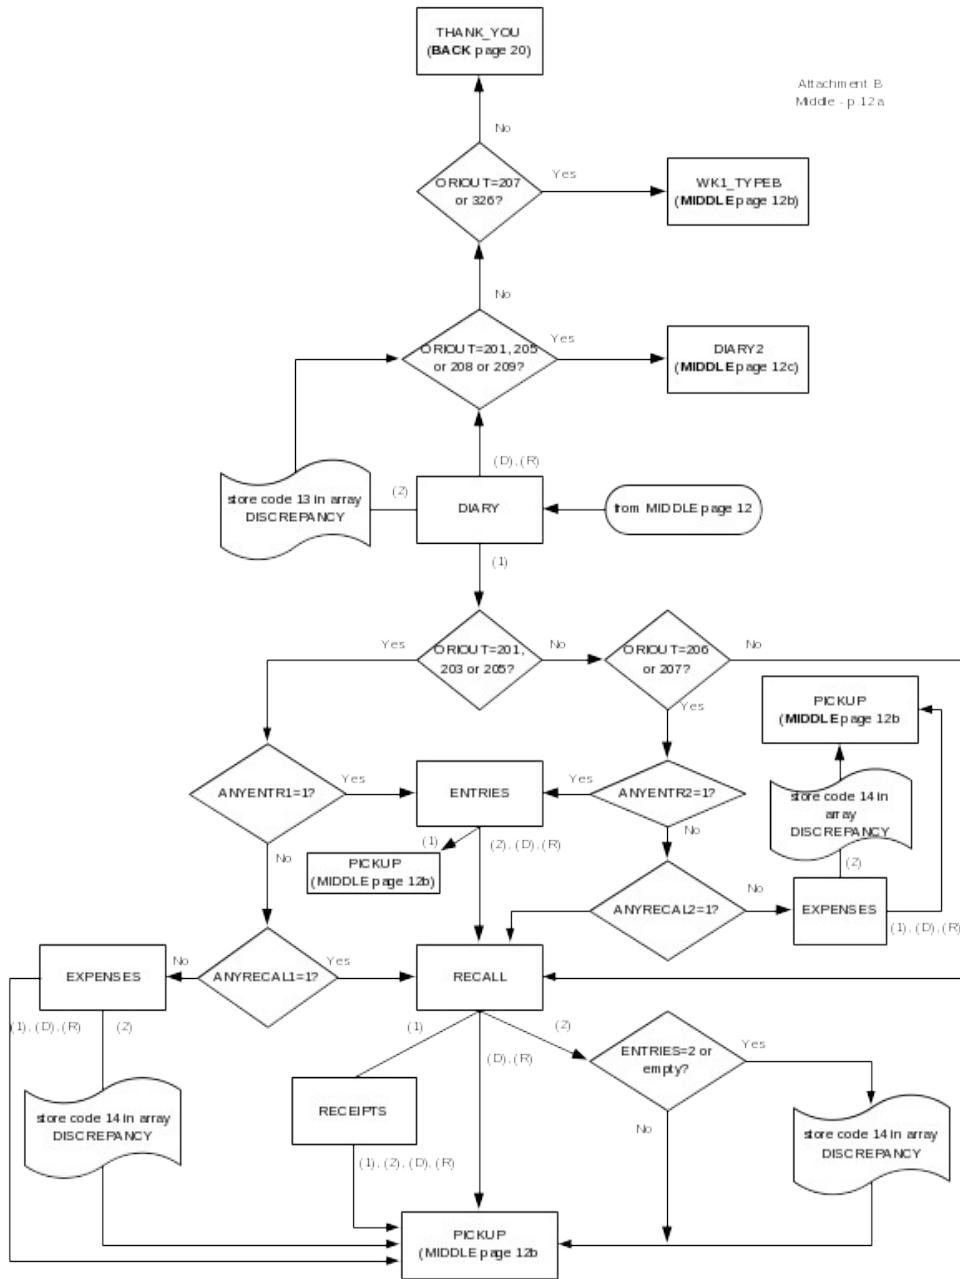 THANK_YOU
(BACK page 20)
Attachment B
Middle - p.12a
No
ORIOUT=207
or 326?
Yes
WK1_TYPEB
(MIDDLE page 12b)
No
ORIOUT=201, 205
or 208 or 209?
Yes
DIARY2
(MIDDLE page 12c)
(D), (R)
store code 13 in array
DISCREPANCY
(2)
DIARY
from MIDDLE page 12
(1)
Yes
ORIOUT=201,
203 or 205?
No
ORIOUT=206
or 207?
No
Yes
PICKUP
(MIDDLE page 12b
ANYENTR1=1?
Yes
ENTRIES
Yes
ANYENTR2=1?
store code 14 in
array
DISCREPANCY
No
(1)
(2), (D), (R)
No
PICKUP
(MIDDLE page 12b)
(2)
ANYRECAL2=1?
No
EXPENSES
(1), (D), (R)
EXPENSES
No
ANYRECAL1=1?
Yes
RECALL
(1), (D), (R)
(2)
(1)
(D), (R)
(2)
ENTRIES=2 or
empty?
Yes
RECEIPTS
store code 14 in array
DISCREPANCY
No
store code 14 in array
DISCREPANCY
(1), (2), (D), (R)
PICKUP
(MIDDLE page 12b